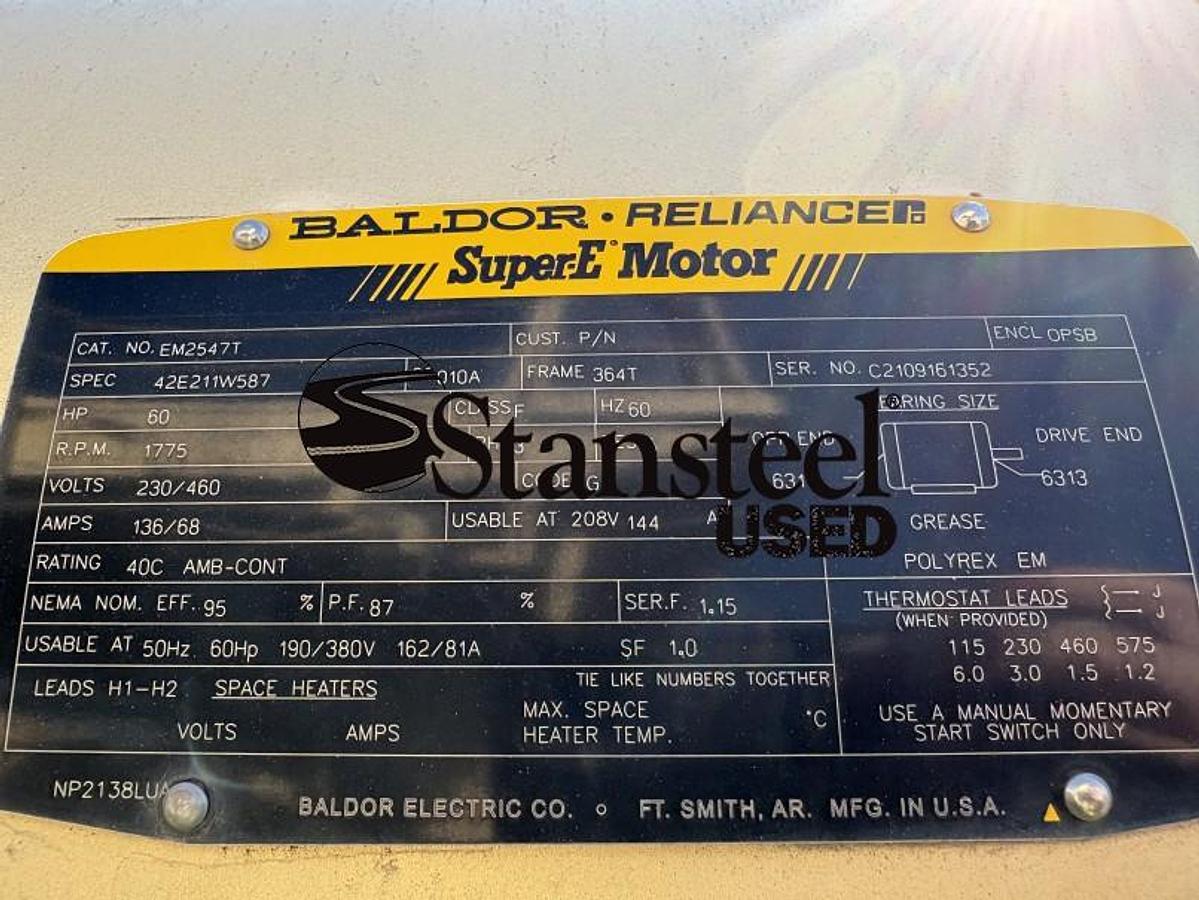 BALDOR • RELIANCE
Super-E Motor
CAT. NO. EM2547T CUST. P/N ENCL OPSB
SPEC 42E211W587 010A FRAME 364T SER. NO. C2109161352
HP 60 CLASS F HZ 60 BEARING SIZE
R.P.M. 1775 OPP END DRIVE END
VOLTS 230/460 CODE G 6313
AMPS 136/68 USABLE AT 208V 144 A GREASE
RATING 40C AMB-CONT POLYREX EM
NEMA NOM. EFF. 95 % P.F. 87 % SER.F. 1.15 THERMOSTAT LEADS J J
(WHEN PROVIDED)
USABLE AT 50Hz 60Hp 190/380V 162/81A SF 1.0 115 230 460 575
6.0 3.0 1.5 1.2
LEADS H1-H2 SPACE HEATERS TIE LIKE NUMBERS TOGETHER
VOLTS AMPS MAX. SPACE HEATER TEMP. °C
USE A MANUAL MOMENTARY
START SWITCH ONLY
NP2138LUA
BALDOR ELECTRIC CO. ○ FT. SMITH, AR. MFG. IN U.S.A.
Stansteel®
USED